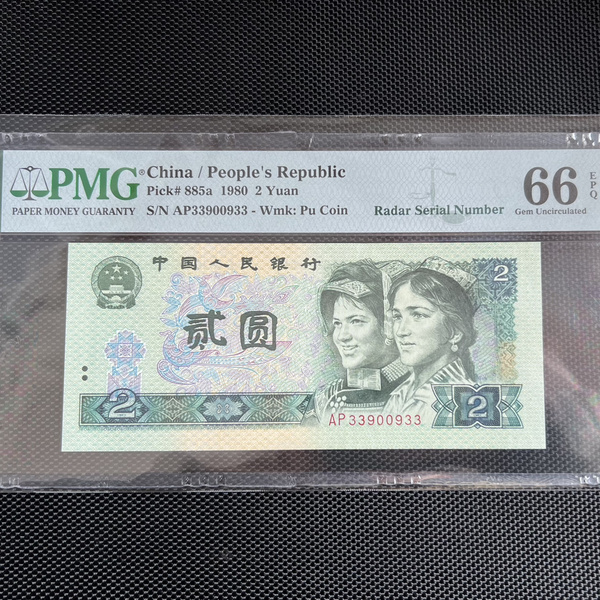 PMG®
PAPER MONEY GUARANTY
China / People's Republic
Pick# 885a 1980 2 Yuan
S/N AP33900933 - Wmk: Pu Coin
Radar Serial Number
66 EPQ
Gem Uncirculated
中国人民银行
2
贰圆
2
AP33900933
2